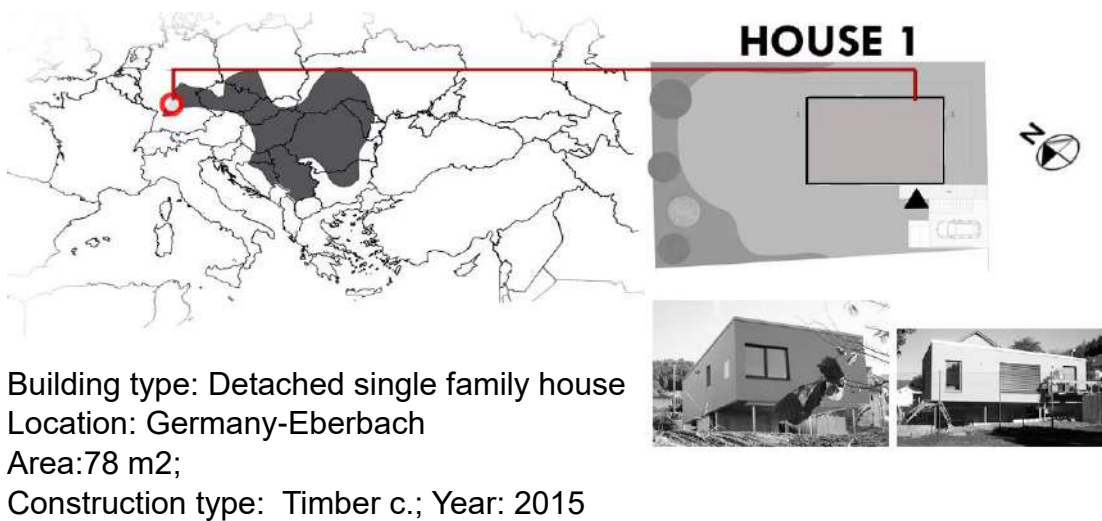 HOUSE 1
N
Building type: Detached single family house
Location: Germany-Eberbach
Area:78 m2;
Construction type:  Timber c.; Year: 2015